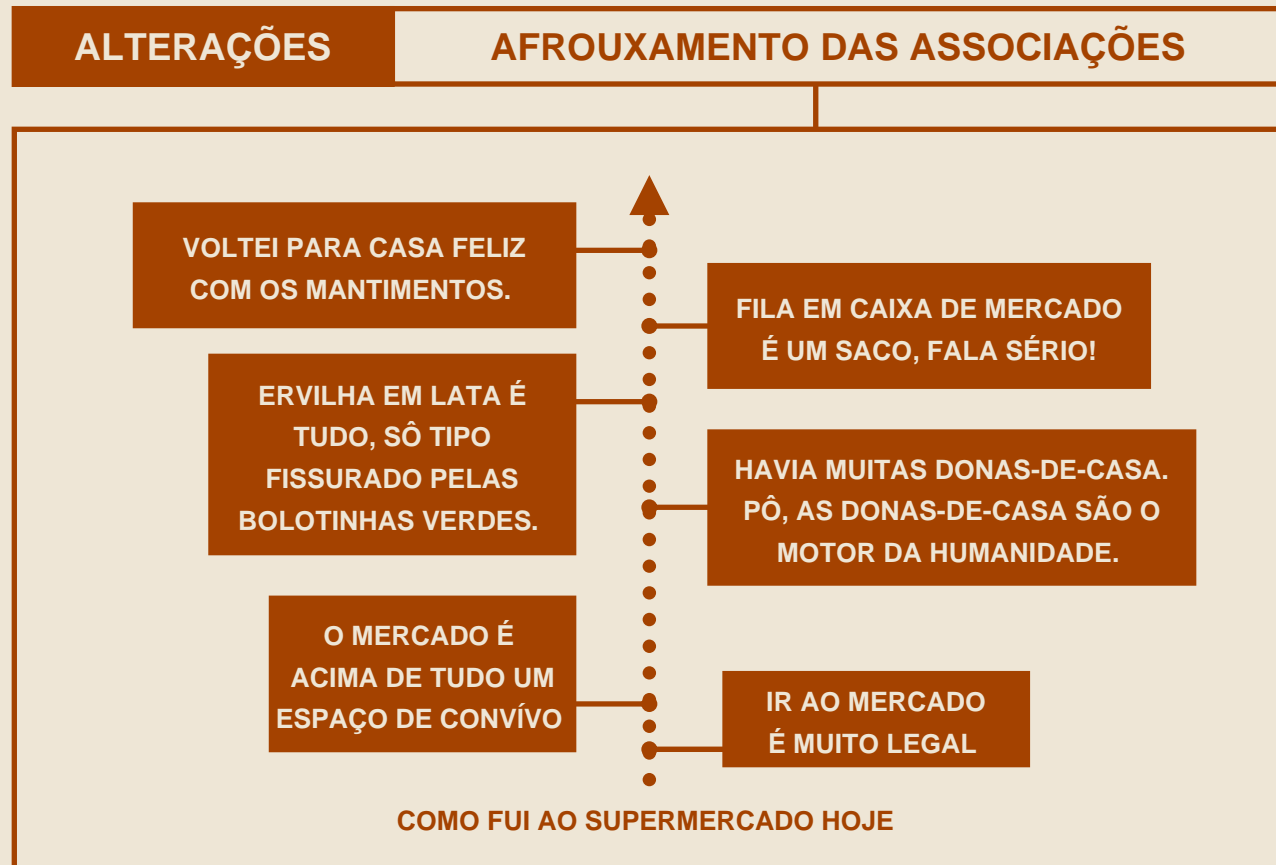 ALTERAÇÕES
AFROUXAMENTO DAS ASSOCIAÇÕES
VOLTEI PARA CASA FELIZ
COM OS MANTIMENTOS.
FILA EM CAIXA DE MERCADO
É UM SACO, FALA SÉRIO!
ERVILHA EM LATA É
TUDO, SÔ TIPO
FISSURADO PELAS
BOLOTINHAS VERDES.
HAVIA MUITAS DONAS-DE-CASA.
PÔ, AS DONAS-DE-CASA SÃO O
MOTOR DA HUMANIDADE.
O MERCADO É
ACIMA DE TUDO UM
ESPAÇO DE CONVÍVO
IR AO MERCADO
É MUITO LEGAL
COMO FUI AO SUPERMERCADO HOJE